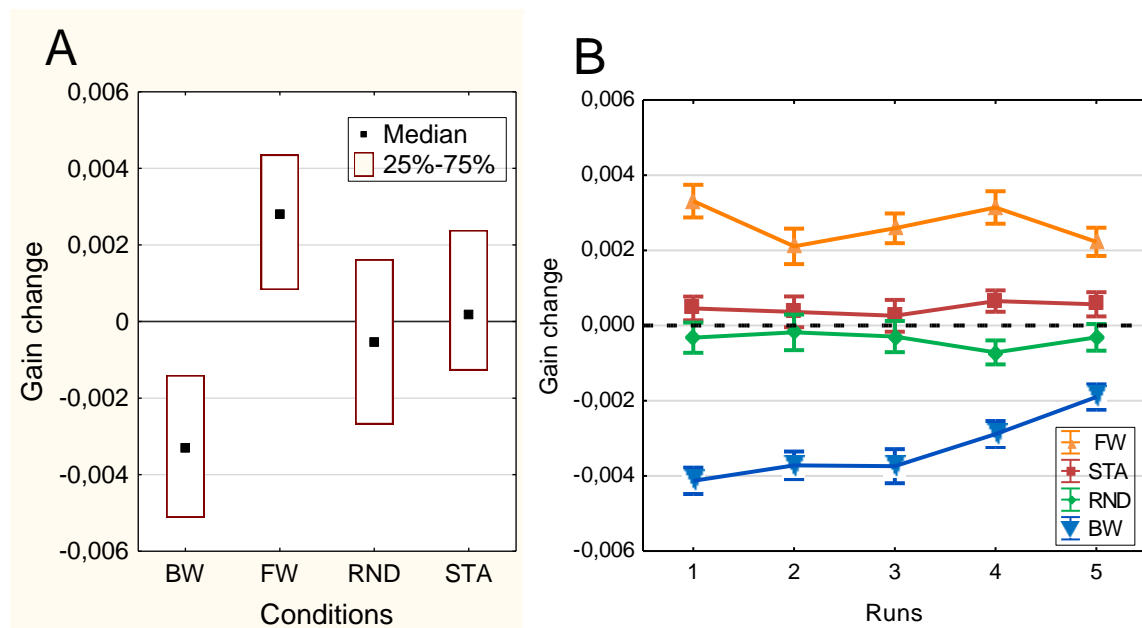 A
0,006
0,004
0,002
0
-0,002
-0,004
-0,006
Gain change
Median
25%-75%
BW FW RND STA
Conditions
B
0,006
0,004
0,002
0,000
-0,002
-0,004
-0,006
Gain change
FW
STA
RND
BW
1 2 3 4 5
Runs